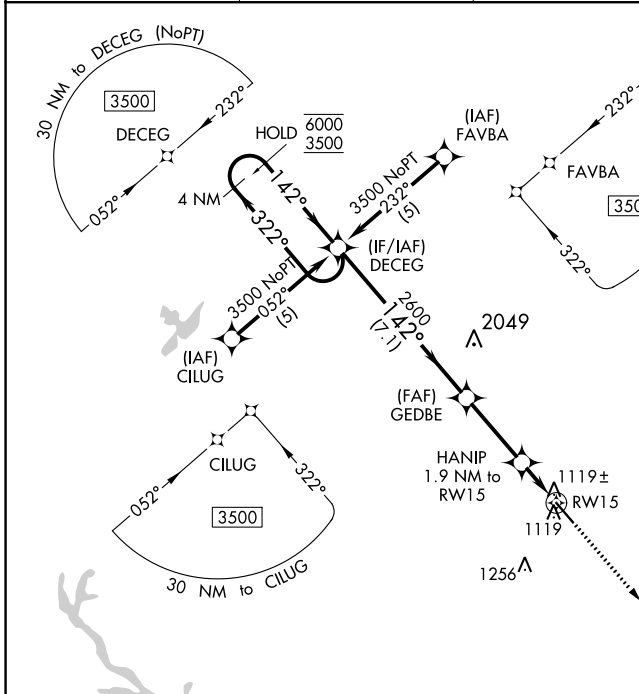 30 NM to DECEG (NoPT)
3500
232°
DECEG
052°
HOLD
6000
3500
4 NM
142°
322°
(IAF)
FAVBA
3500 NoPT
232°
(5)
232°
FAVBA
322°
(IF/IAF)
DECEG
3500 NoPT
052°
(5)
(IAF)
CILUG
2600
142°
(7.1)
2049
(FAF)
GEDBE
HANIP
1.9 NM to
RW15
1119±
RW15
1119
1256
CILUG
052°
322°
3500
30 NM to CILUG